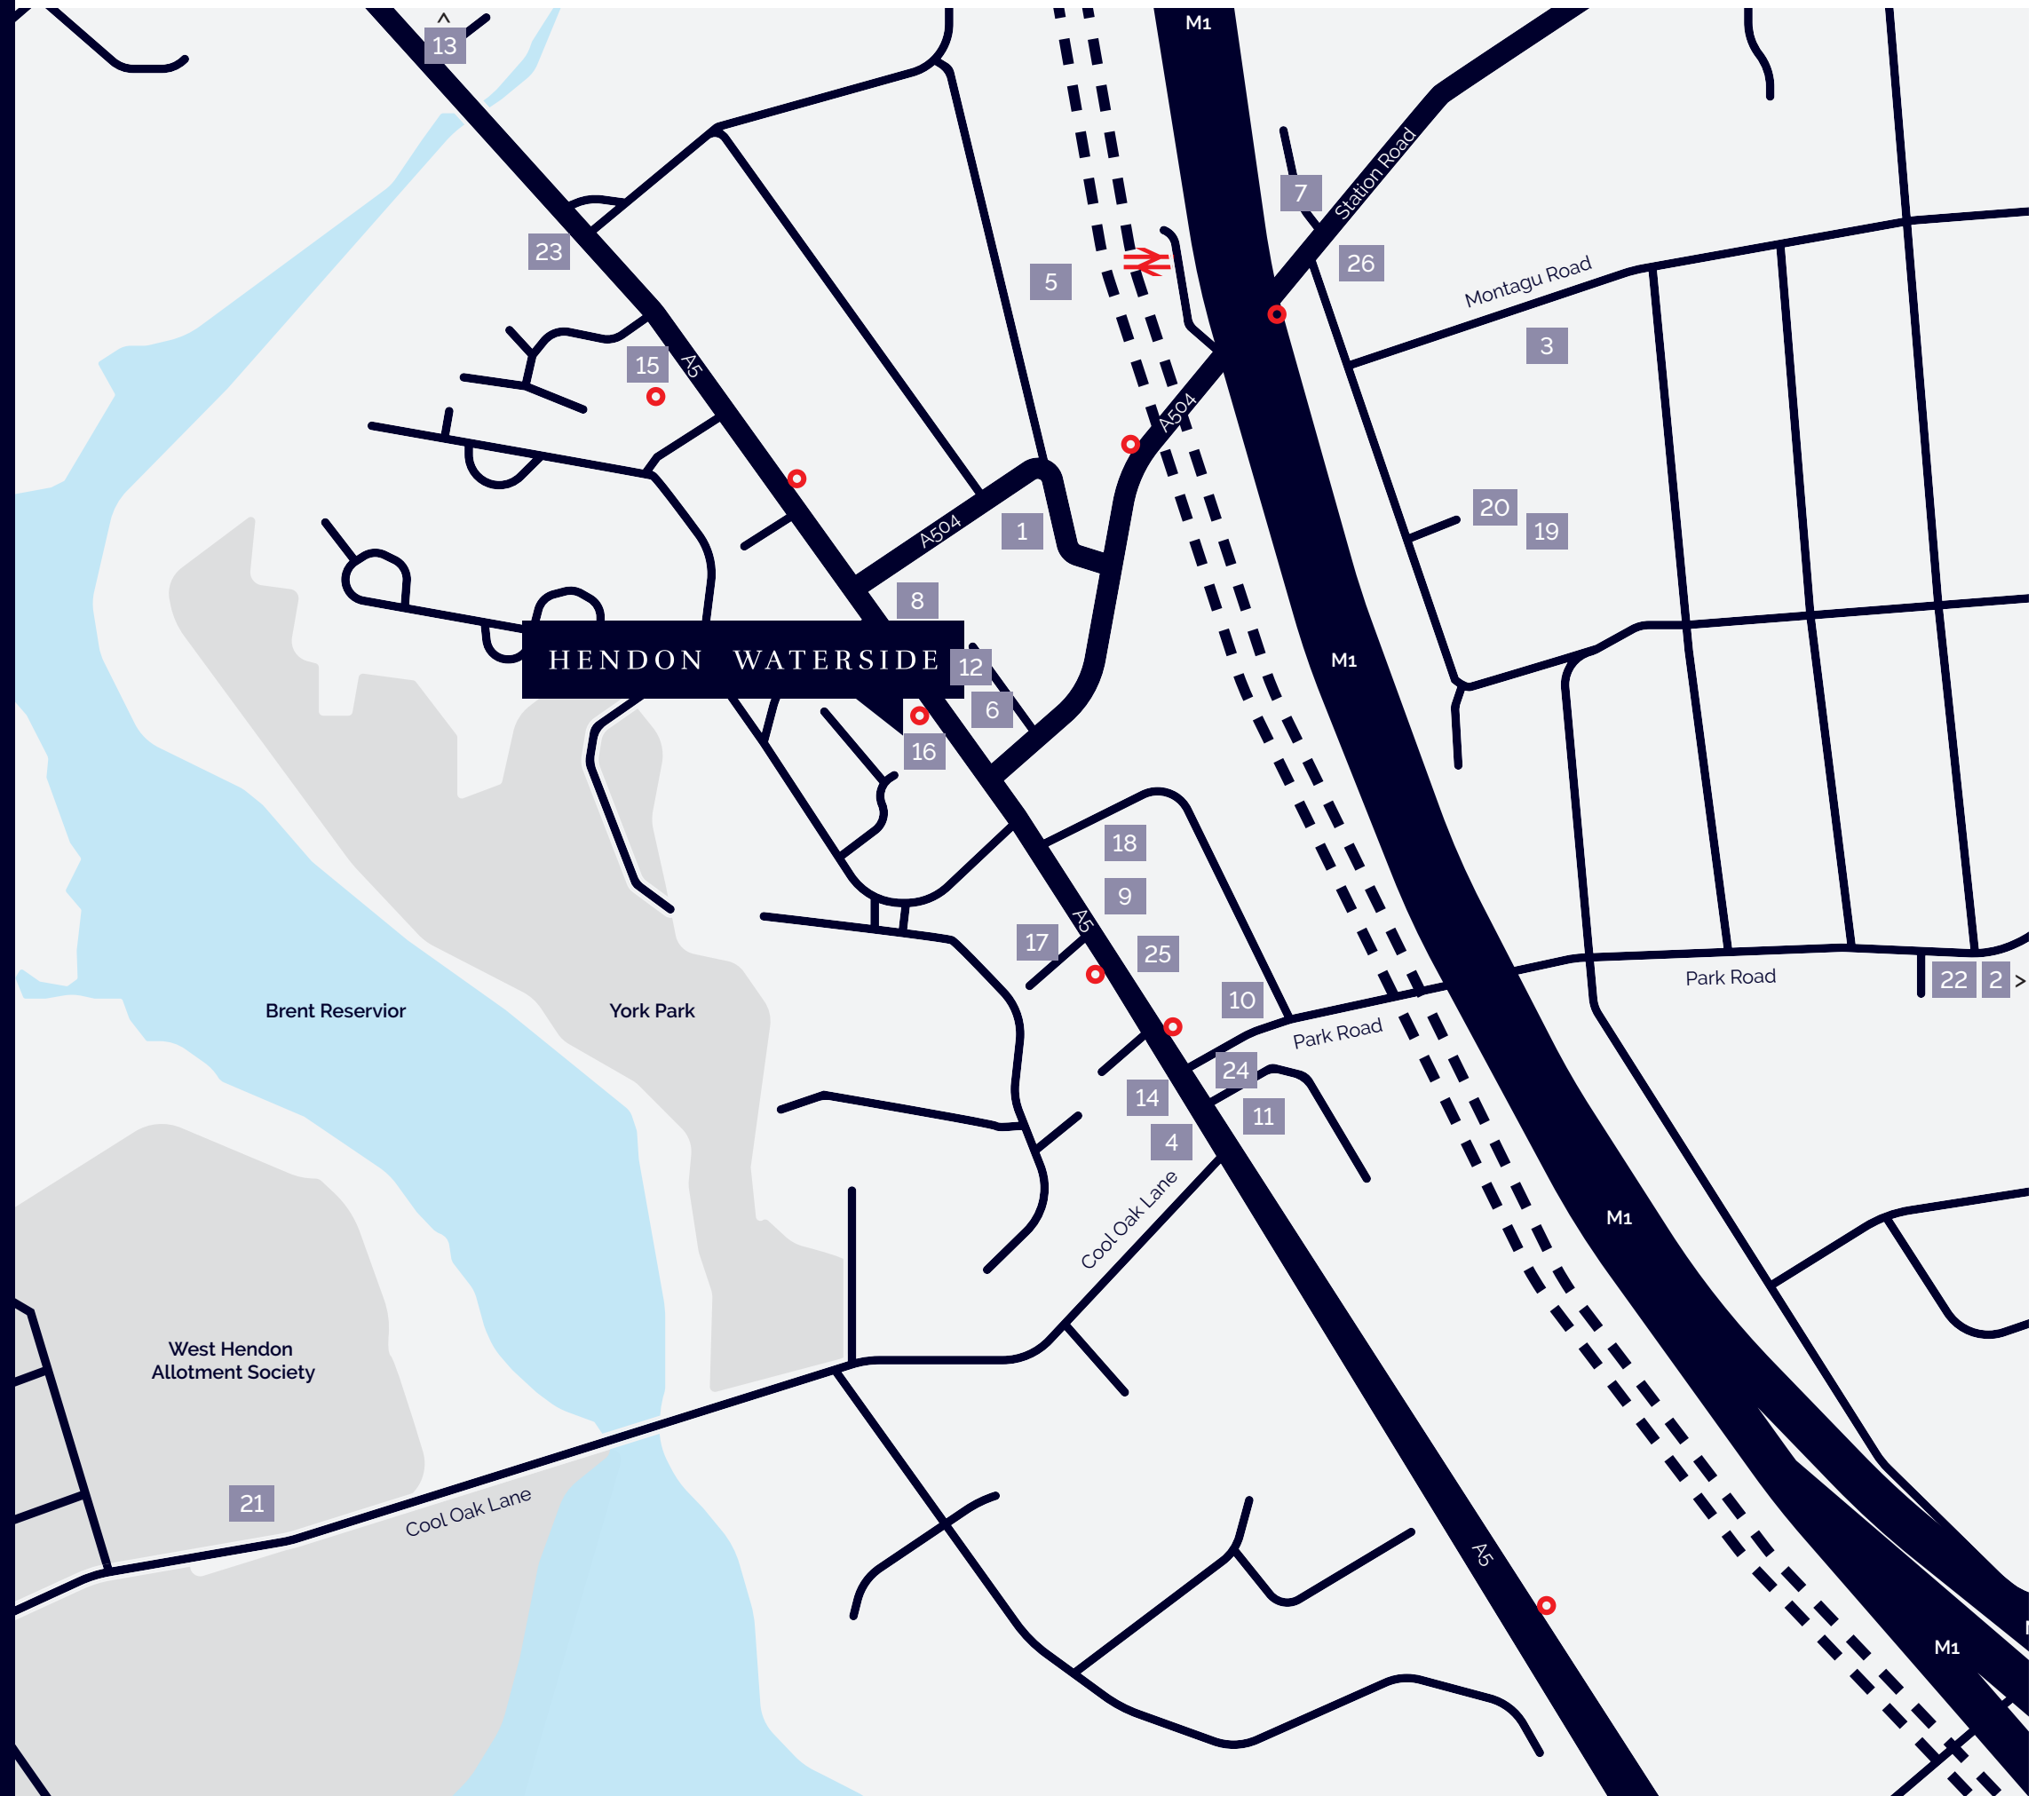 M1
^
13
7
Station Road
23
5
26
Montagu Road
3
15
A5
A504
20
A504
1
19
8
HENDON WATERSIDE
12
M1
6
16
18
9
A5
17
25
Park Road
22
2
>
10
Brent Reservior
York Park
Park Road
24
14
11
4
Cool Oak Lane
M1
West Hendon
Allotment Society
21
Cool Oak Lane
A5
M1